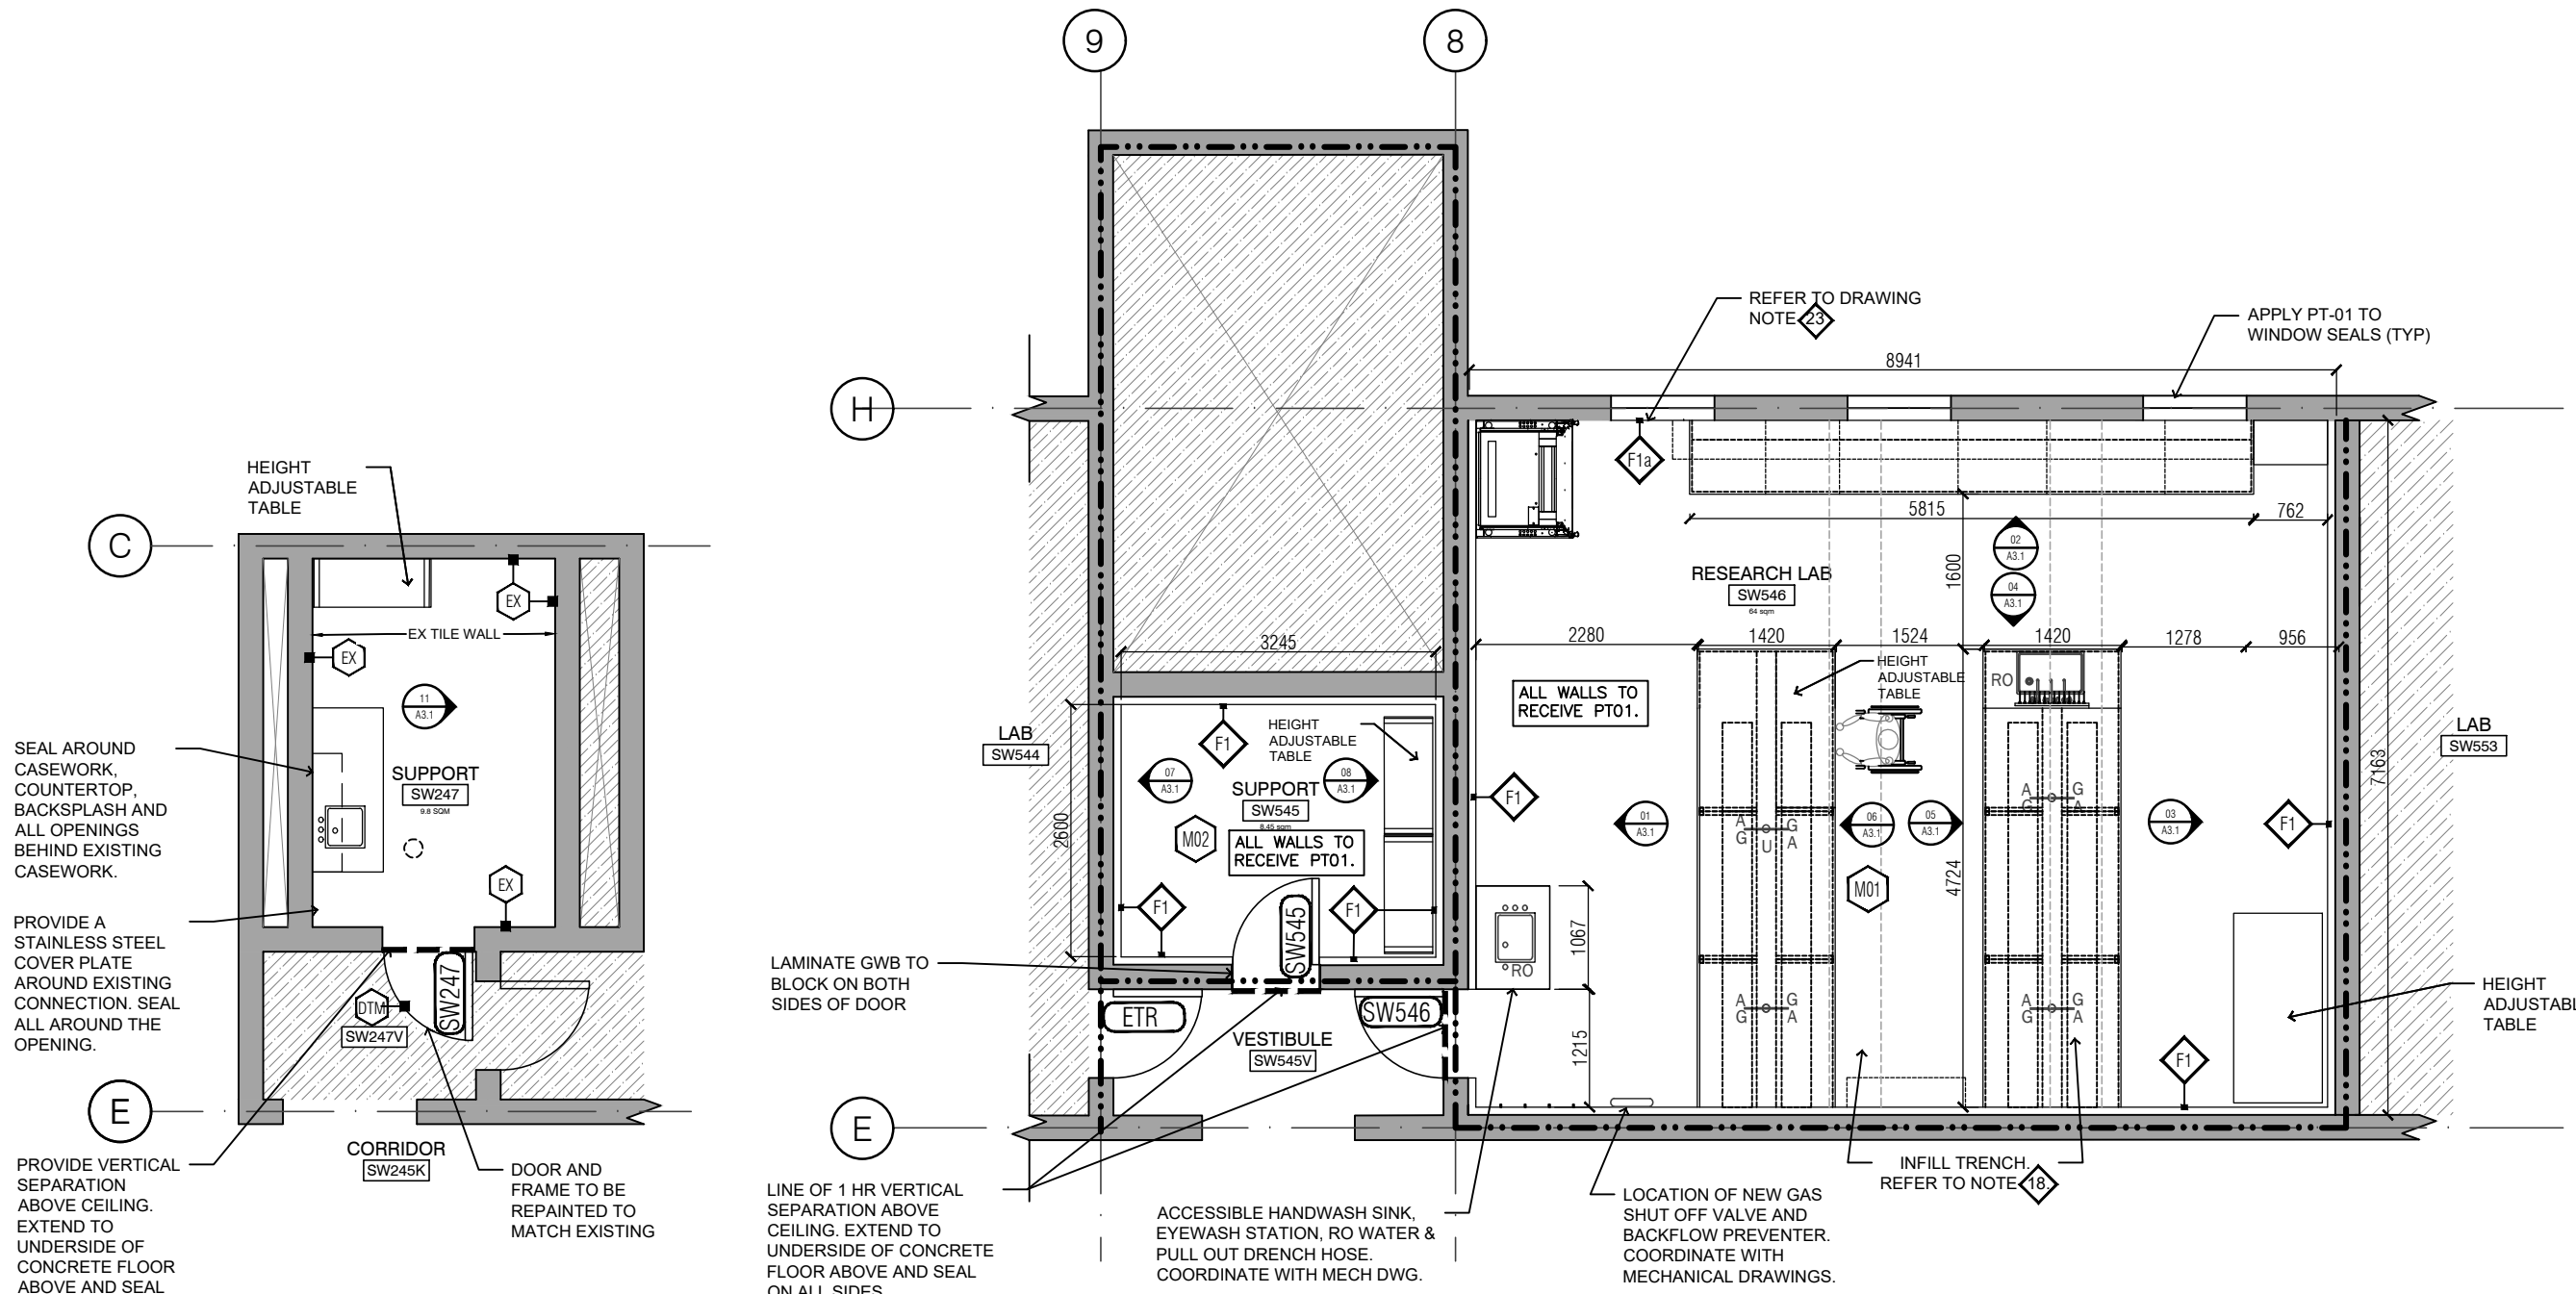 9
8
H
C
E
E
HEIGHT
ADJUSTABLE
TABLE
EX
EX TILE WALL
EX
11
A3.1
SUPPORT
SW247
9.8 SQM
EX
SEAL AROUND
CASEWORK,
COUNTERTOP,
BACKSPLASH AND
ALL OPENINGS
BEHIND EXISTING
CASEWORK.
PROVIDE A
STAINLESS STEEL
COVER PLATE
AROUND EXISTING
CONNECTION. SEAL
ALL AROUND THE
OPENING.
DTM
SW247V
SW247
CORRIDOR
SW245K
PROVIDE VERTICAL
SEPARATION
ABOVE CEILING.
EXTEND TO
UNDERSIDE OF
CONCRETE FLOOR
ABOVE AND SEAL
DOOR AND
FRAME TO BE
REPAINTED TO
MATCH EXISTING
REFER TO DRAWING
NOTE 23
APPLY PT-01 TO
WINDOW SEALS (TYP)
8941
F1a
5815
762
02
A3.1
04
A3.1
1600
RESEARCH LAB
SW546
64 sqm
3245
2280
1420
1524
1420
1278
956
HEIGHT
ADJUSTABLE
TABLE
RO
ALL WALLS TO
RECEIVE PT01.
LAB
SW544
LAB
SW553
7163
2600
F1
HEIGHT
ADJUSTABLE
TABLE
07
A3.1
08
A3.1
SUPPORT
SW545
8.45 sqm
M02
ALL WALLS TO
RECEIVE PT01.
F1
F1
F1
01
A3.1
06
A3.1
05
A3.1
03
A3.1
F1
A G
G U A
A G
G A
M01
4724
A G
G A
A G
G A
1067
RO
1215
F1
SW545
ETR
SW546
VESTIBULE
SW545V
LAMINATE GWB TO
BLOCK ON BOTH
SIDES OF DOOR
HEIGHT
ADJUSTABL
TABLE
INFILL TRENCH.
REFER TO NOTE 18.
LINE OF 1 HR VERTICAL
SEPARATION ABOVE
CEILING. EXTEND TO
UNDERSIDE OF CONCRETE
FLOOR ABOVE AND SEAL
ON ALL SIDES
ACCESSIBLE HANDWASH SINK,
EYEWASH STATION, RO WATER &
PULL OUT DRENCH HOSE.
COORDINATE WITH MECH DWG.
LOCATION OF NEW GAS
SHUT OFF VALVE AND
BACKFLOW PREVENTER.
COORDINATE WITH
MECHANICAL DRAWINGS.